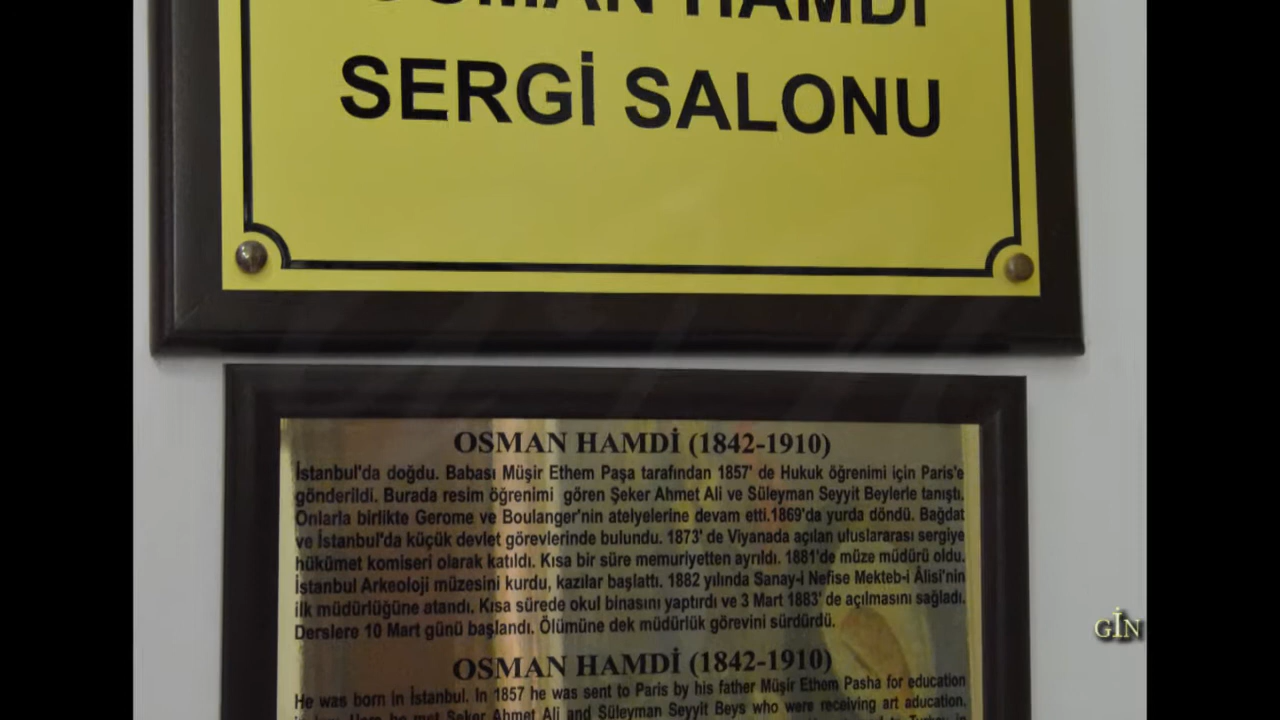 OSMAN HAMDİ
SERGİ SALONU
OSMAN HAMDİ (1842-1910)
İstanbul'da doğdu. Babası Müşir Ethem Paşa tarafından 1857' de Hukuk öğrenimi için Paris'e
gönderildi. Burada resim öğrenimi gören Şeker Ahmet Ali ve Süleyman Seyyit Beylerle tanıştı.
Onlarla birlikte Gerome ve Boulanger'nin atelyelerine devam etti.1869'da yurda döndü. Bağdat
ve İstanbul'da küçük devlet görevlerinde bulundu. 1873' de Viyanada açılan uluslararası sergiye
hükümet komiseri olarak katıldı. Kısa bir süre memuriyetten ayrıldı. 1881'de müze müdürü oldu.
İstanbul Arkeoloji müzesini kurdu, kazılar başlattı. 1882 yılında Sanay-i Nefise Mekteb-i Âlisi'nin
ilk müdürlüğüne atandı. Kısa sürede okul binasını yaptırdı ve 3 Mart 1883' de açılmasını sağladı.
Derslere 10 Mart günü başlandı. Ölümüne dek müdürlük görevini sürdürdü.
OSMAN HAMDİ (1842-1910)
He was born in İstanbul. In 1857 he was sent to Paris by his father Müşir Ethem Pasha for education
met Şeker Ahmet Ali and Süleyman Seyyit Beys who were receiving art aducation.
GİN